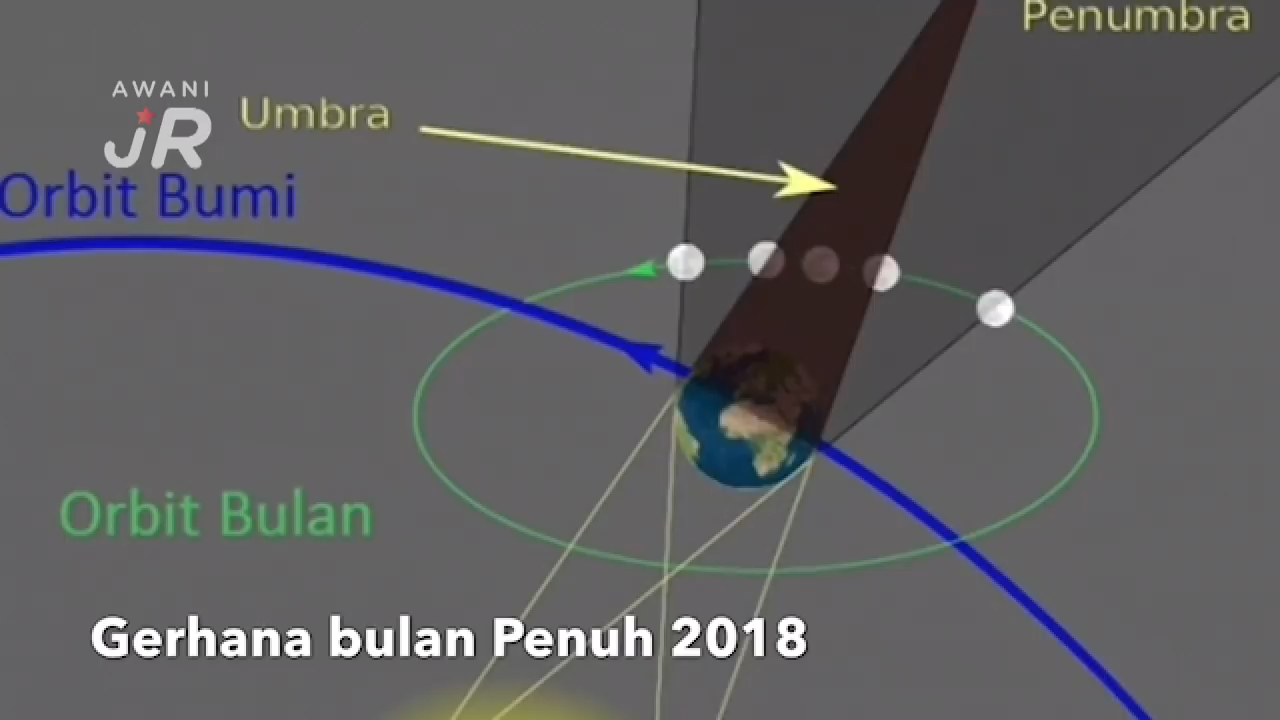 Penumbra
AWANI
jR
Umbra
Orbit Bumi
Orbit Bulan
Gerhana bulan Penuh 2018